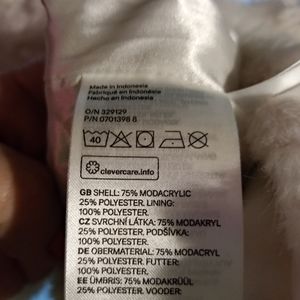 Made in Indonesia
Fabriqué en Indonésie
Hecho en Indonesia
O/N 329129
P/N 0701398 8
40
clevercare.info
GB SHELL: 75% MODACRYLIC
25% POLYESTER. LINING:
100% POLYESTER.
CZ SVRCHNÍ LÁTKA: 75% MODAKRYL
25% POLYESTER. PODŠÍVKA:
100% POLYESTER.
DE OBERMATERIAL: 75% MODACRYL
25% POLYESTER. FUTTER:
100% POLYESTER.
EE ÜMBRIS: 75% MODAKRÜÜL
25% POLYESTER. VOODER: